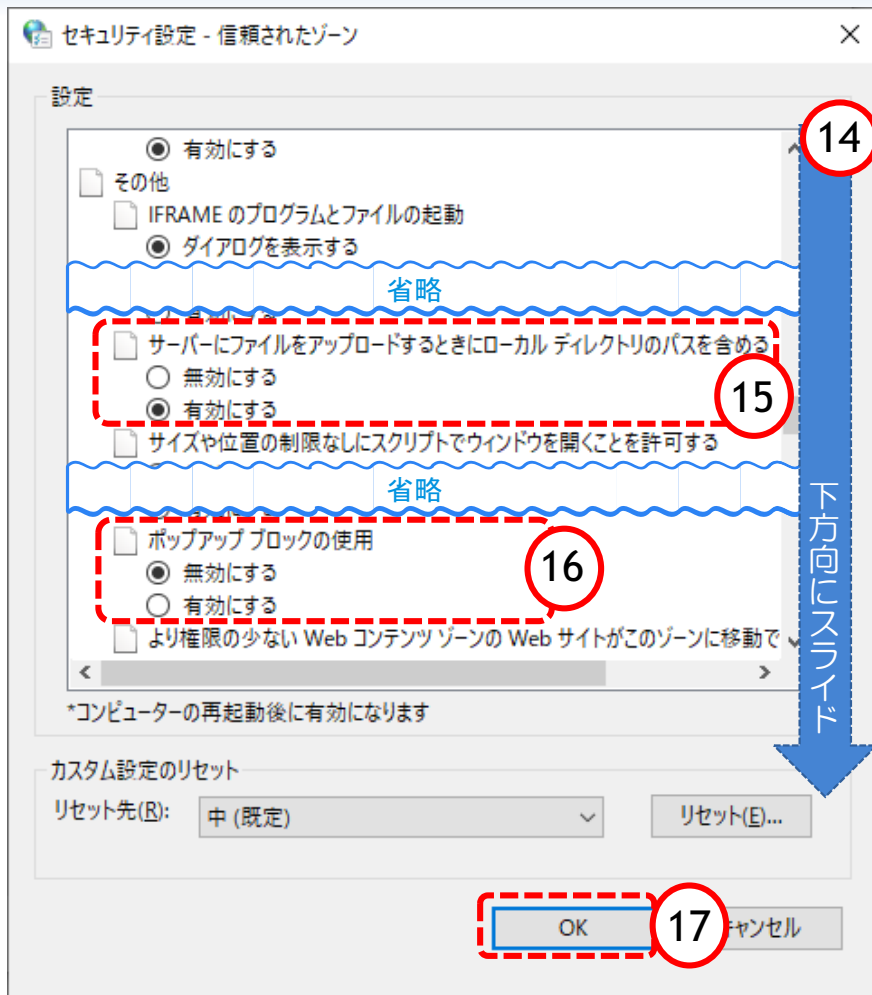 セキュリティ設定 - 信頼されたゾーン
設定
14
有効にする
その他
IFRAME のプログラムとファイルの起動
ダイアログを表示する
省略
サーバーにファイルをアップロードするときにローカル ディレクトリのパスを含める
無効にする
15
有効にする
サイズや位置の制限なしにスクリプトでウィンドウを開くことを許可する
省略
ポップアップ ブロックの使用
16
無効にする
有効にする
より権限の少ない Web コンテンツ ゾーンの Web サイトがこのゾーンに移動で
下方向にスライド
*コンピューターの再起動後に有効になります
カスタム設定のリセット
リセット先(R):
中 (既定)
リセット(E)...
OK
17
ャンセル